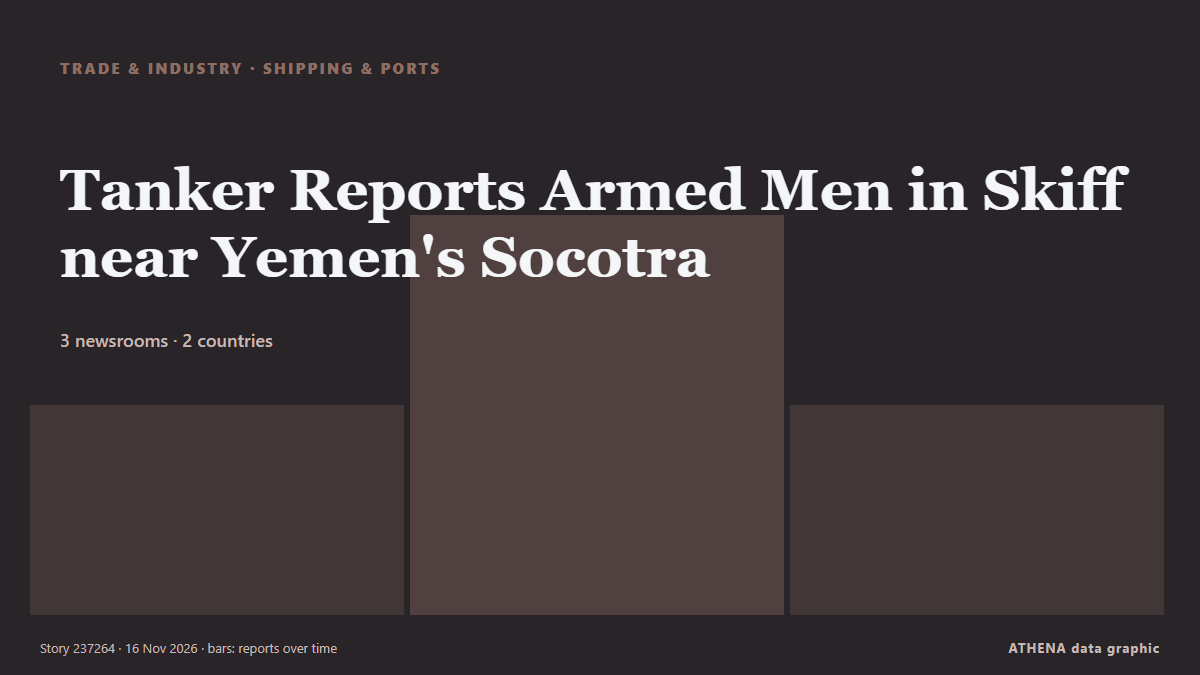 TRADE & INDUSTRY · SHIPPING & PORTS
Tanker Reports Armed Men in Skiff
near Yemen's Socotra
3 newsrooms · 2 countries
Story 237264 · 16 Nov 2026 · bars: reports over time
ATHENA data graphic